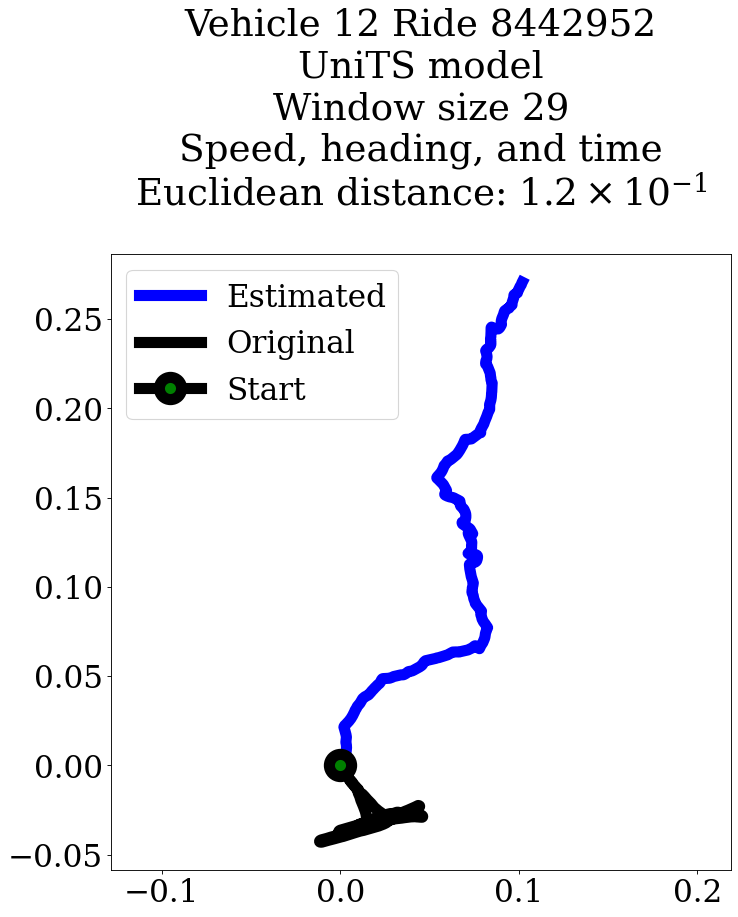 Vehicle 12 Ride 8442952
UniTS model
Window size 29
Speed, heading, and time
Euclidean distance: 1.2 × 10⁻¹
Estimated
Original
Start
0.25
0.20
0.15
0.10
0.05
0.00
−0.05
−0.1
0.0
0.1
0.2